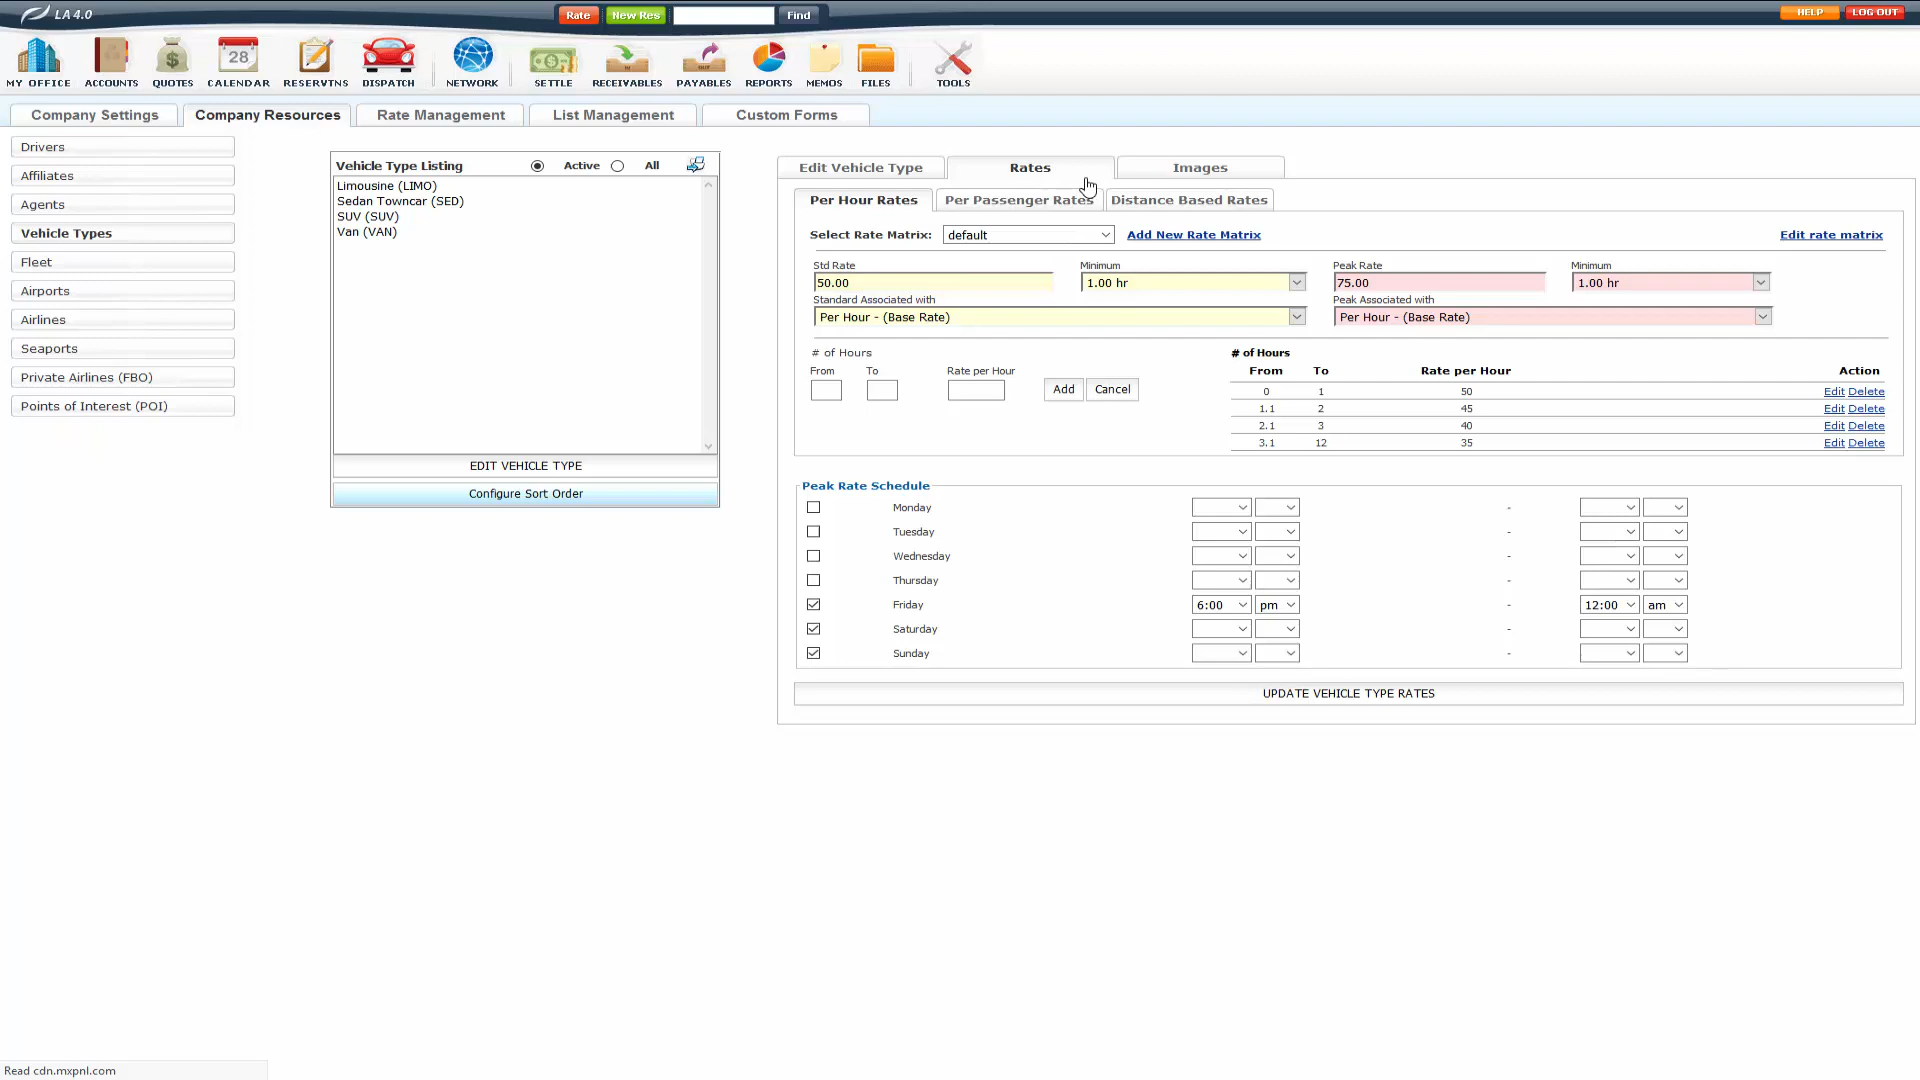 LA 4.0
Rate New Res Find HELP LOG OUT
28
MY OFFICE ACCOUNTS QUOTES CALENDAR RESERVTNS DISPATCH NETWORK SETTLE RECEIVABLES PAYABLES REPORTS MEMOS FILES TOOLS
Company Settings Company Resources Rate Management List Management Custom Forms
Drivers
Affiliates
Agents
Vehicle Types
Fleet
Airports
Airlines
Seaports
Private Airlines (FBO)
Points of Interest (POI)
Vehicle Type Listing Active All
Limousine (LIMO)
Sedan Towncar (SED)
SUV (SUV)
Van (VAN)
EDIT VEHICLE TYPE
Configure Sort Order
Edit Vehicle Type Rates Images
Per Hour Rates Per Passenger Rates Distance Based Rates
Select Rate Matrix: default Add New Rate Matrix Edit rate matrix
Std Rate Minimum Peak Rate Minimum
50.00 1.00 hr 75.00 1.00 hr
Standard Associated with Peak Associated with
Per Hour - (Base Rate) Per Hour - (Base Rate)
# of Hours
From To Rate per Hour
Add Cancel
# of Hours
From To Rate per Hour Action
0 1 50 Edit Delete
1.1 2 45 Edit Delete
2.1 3 40 Edit Delete
3.1 12 35 Edit Delete
Peak Rate Schedule
Monday -
Tuesday -
Wednesday -
Thursday -
Friday 6:00 pm - 12:00 am
Saturday -
Sunday -
UPDATE VEHICLE TYPE RATES
Read cdn.mxpnl.com